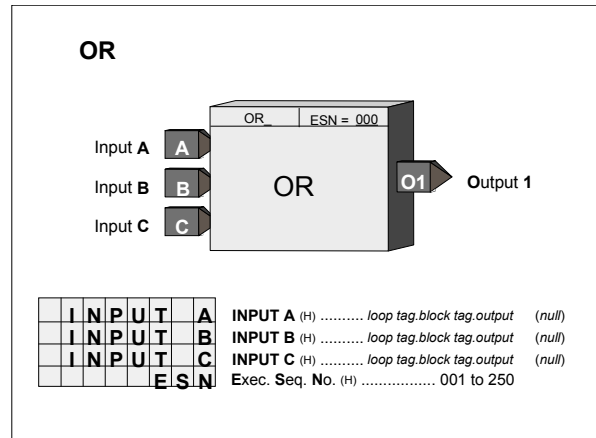 OR
OR_ ESN = 000
Input A A
Input B B
Input C C
OR
O1 Output 1
INPUT A INPUT A (H) .......... loop tag.block tag.output (null)
INPUT B INPUT B (H) .......... loop tag.block tag.output (null)
INPUT C INPUT C (H) .......... loop tag.block tag.output (null)
ESN Exec. Seq. No. (H) ................. 001 to 250